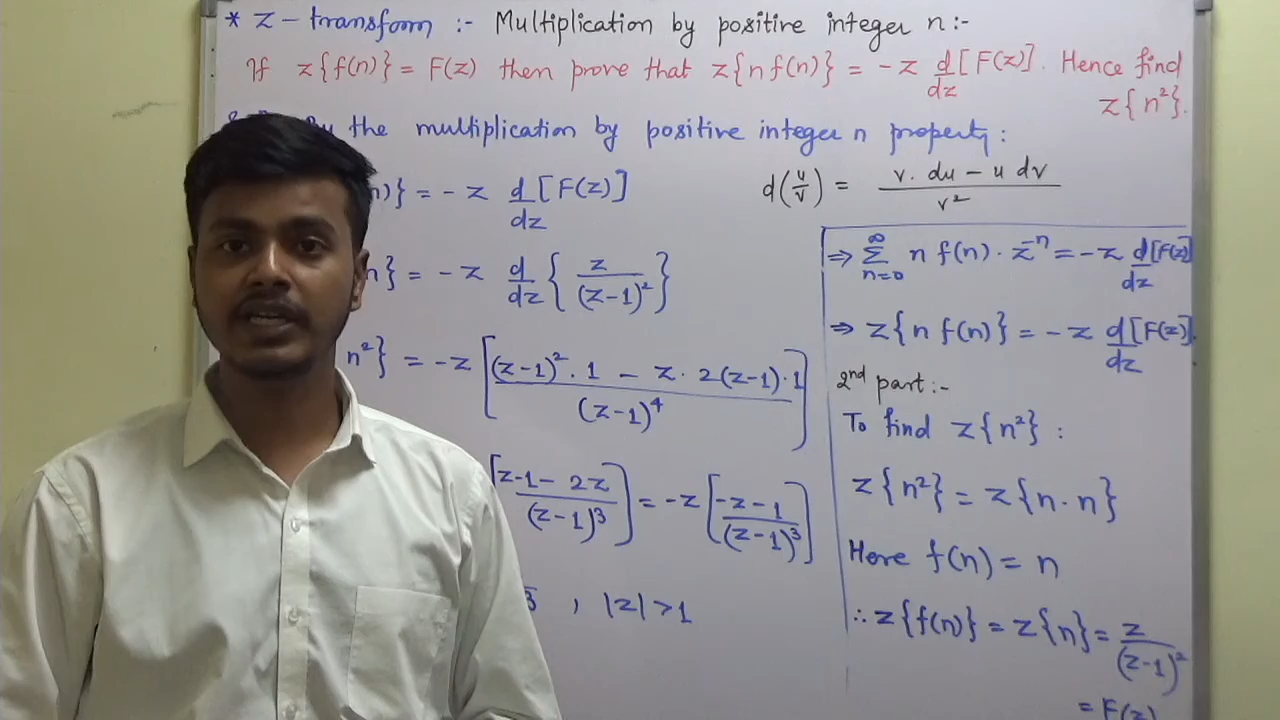 * Z - transform :- Multiplication by positive integer n :-
If z{f(n)} = F(z) then prove that z{n f(n)} = -z d/dz [F(z)]. Hence find
z{n²}.
By the multiplication by positive integer n property:
n)} = -z d/dz [F(z)]
n} = -z d/dz { z/(z-1)² }
n²} = -z [ ((z-1)² · 1 - z · 2(z-1) · 1)/(z-1)⁴ ]
[ (z-1-2z)/(z-1)³ ] = -z [ (-z-1)/(z-1)³ ]
3 , |z| > 1
d(u/v) = (v. du - u dv)/v²
⇒ ∞ Σ n=0 n f(n) · z⁻ⁿ = -z d/dz [F(z)]
⇒ z{n f(n)} = -z d/dz [F(z)].
2nd part :-
To find z{n²} :
z{n²} = z{n · n}
Here f(n) = n
∴ z{f(n)} = z{n} = z/(z-1)²
= F(z)